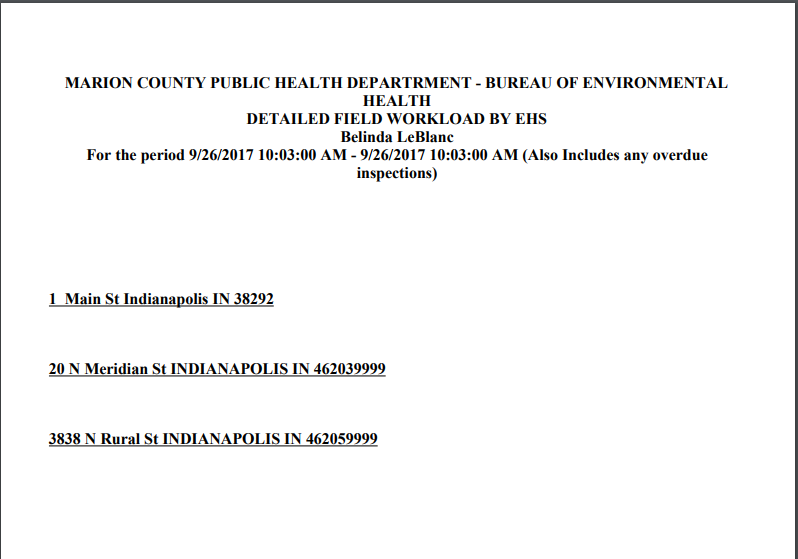 MARION COUNTY PUBLIC HEALTH DEPARTRMENT - BUREAU OF ENVIRONMENTAL
HEALTH
DETAILED FIELD WORKLOAD BY EHS
Belinda LeBlanc
For the period 9/26/2017 10:03:00 AM - 9/26/2017 10:03:00 AM (Also Includes any overdue
inspections)
1  Main St Indianapolis IN 38292
20 N Meridian St INDIANAPOLIS IN 462039999
3838 N Rural St INDIANAPOLIS IN 462059999